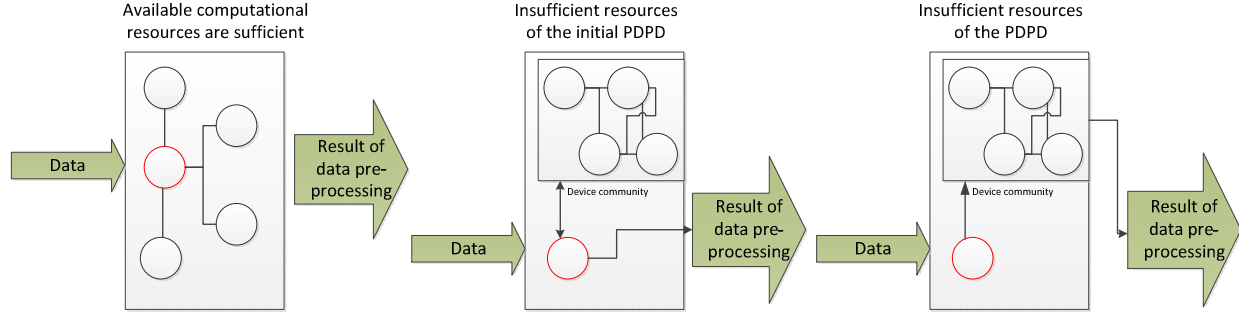 Available computational
resources are sufficient
Data
Result of
data pre-
processing
Insufficient resources
of the initial PDPD
Device community
Data
Result of
data pre-
processing
Insufficient resources
of the PDPD
Device community
Data
Result of
data pre-
processing